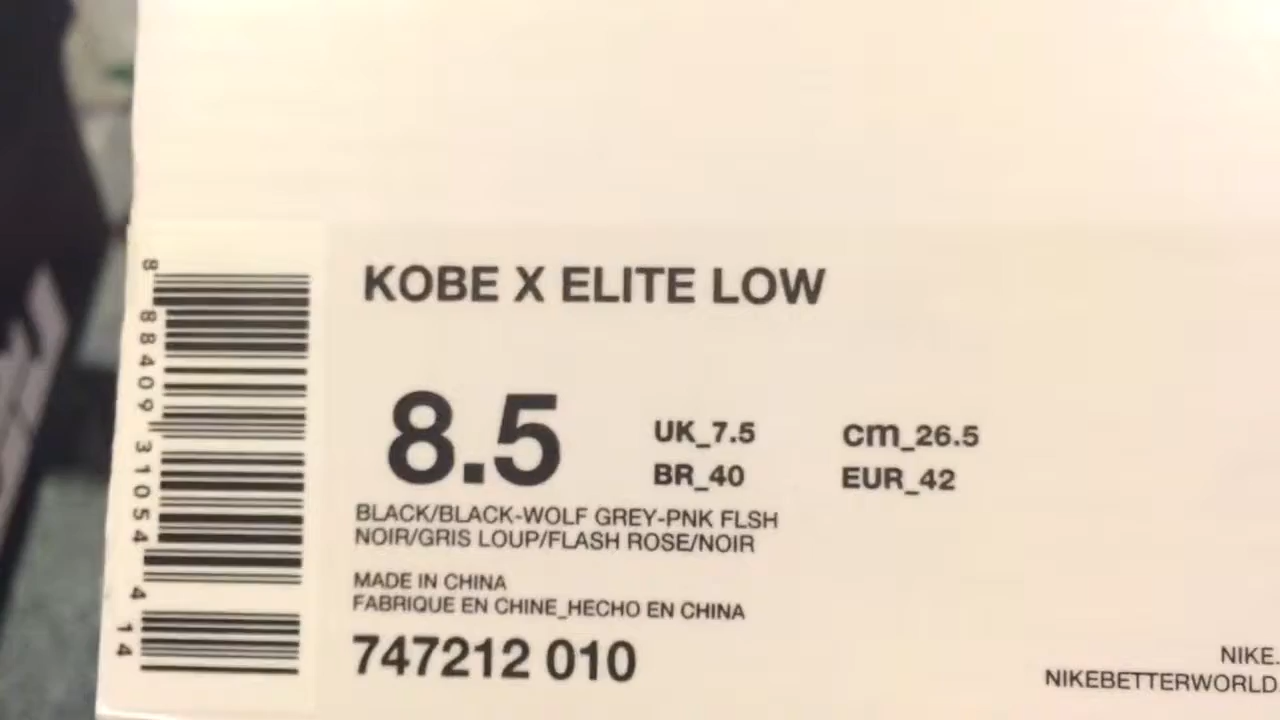 KOBE X ELITE LOW
8.5
UK_7.5 cm_26.5
BR_40 EUR_42
BLACK/BLACK-WOLF GREY-PNK FLSH
NOIR/GRIS LOUP/FLASH ROSE/NOIR
MADE IN CHINA
FABRIQUE EN CHINE_HECHO EN CHINA
747212 010
NIKE.
NIKEBETTERWORLD
8 88409 31054 4 14